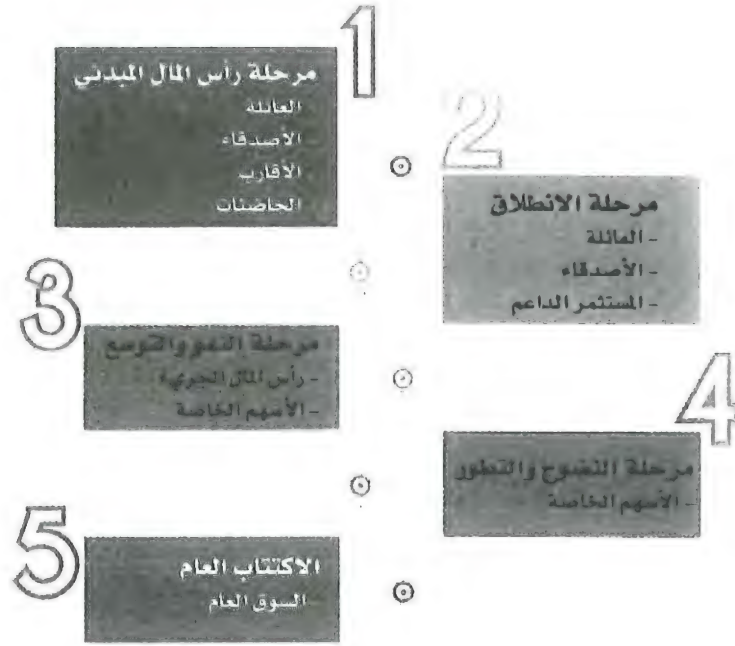 1
مرحلة رأس المال المبدئي
العائلة
الأصدقاء
الأقارب
الحاضنات
2
مرحلة الانطلاق
- العائلة
- الأصدقاء
- المستثمر الداعم
3
مرحلة النمو والتوسع
- رأس المال الجريء
- الأسهم الخاصة
4
مرحلة النضوج والتطور
- الأسهم الخاصة
5
الاكتتاب العام
السوق العام